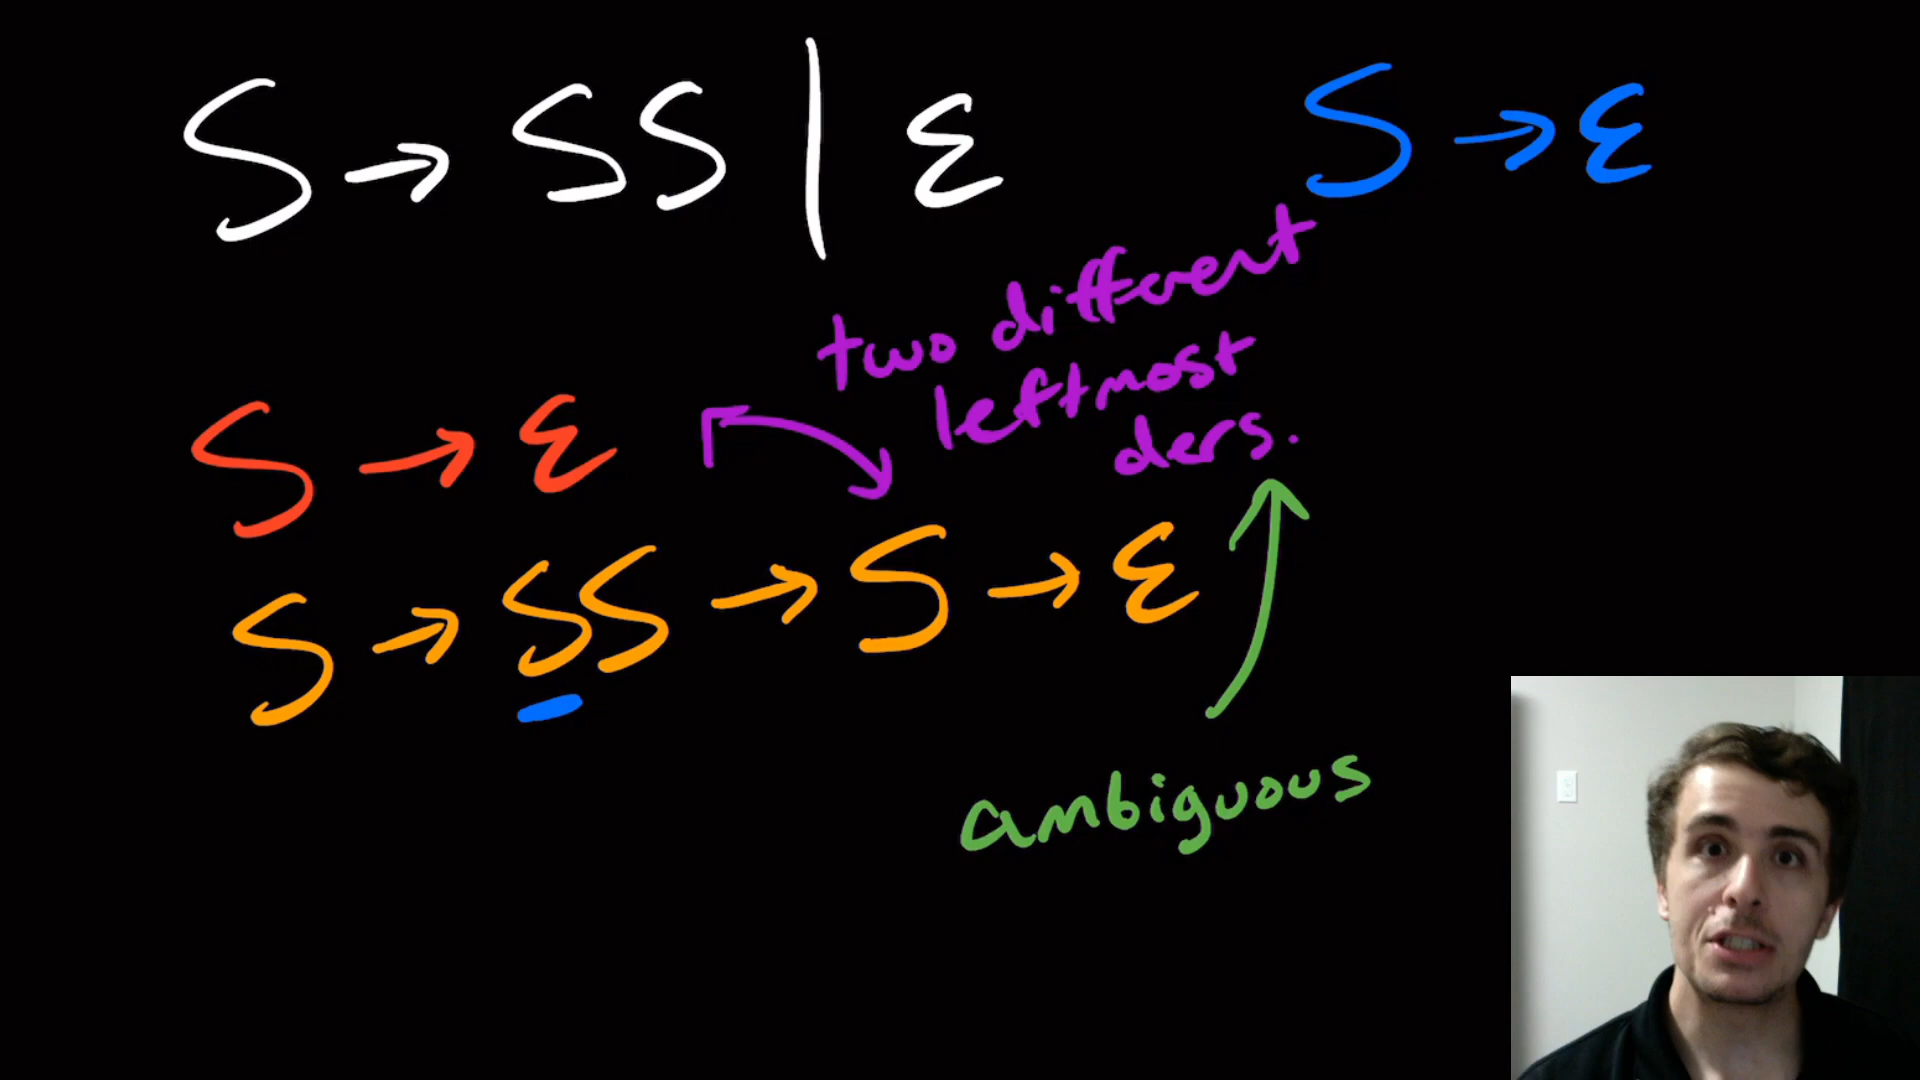 S → SS | ε
S → ε
two different
leftmost
ders.
S → ε
S → SS → S → ε
ambiguous